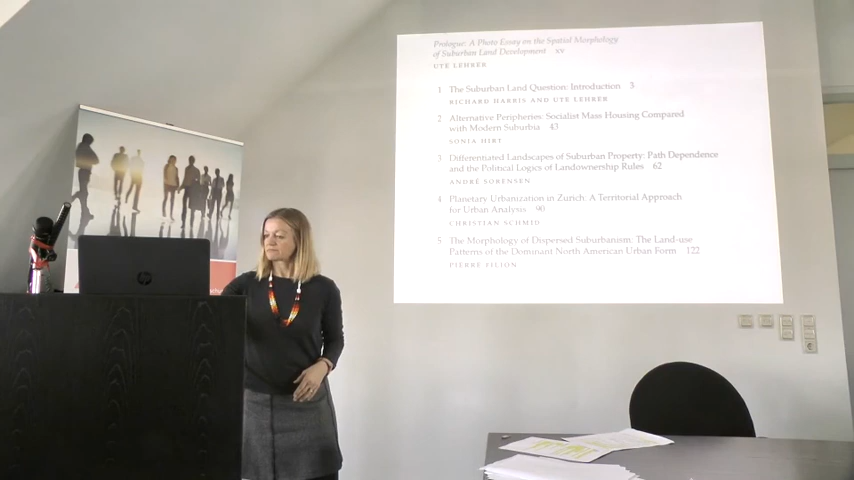 Prologue: A Photo Essay on the Spatial Morphology
of Suburban Land Development xv
UTE LEHRER
1 The Suburban Land Question: Introduction 3
RICHARD HARRIS AND UTE LEHRER
2 Alternative Peripheries: Socialist Mass Housing Compared
with Modern Suburbia 43
SONIA HIRT
3 Differentiated Landscapes of Suburban Property: Path Dependence
and the Political Logics of Landownership Rules 62
ANDRÉ SORENSEN
4 Planetary Urbanization in Zurich: A Territorial Approach
for Urban Analysis 90
CHRISTIAN SCHMID
5 The Morphology of Dispersed Suburbanism: The Land-use
Patterns of the Dominant North American Urban Form 122
PIERRE FILION
hp